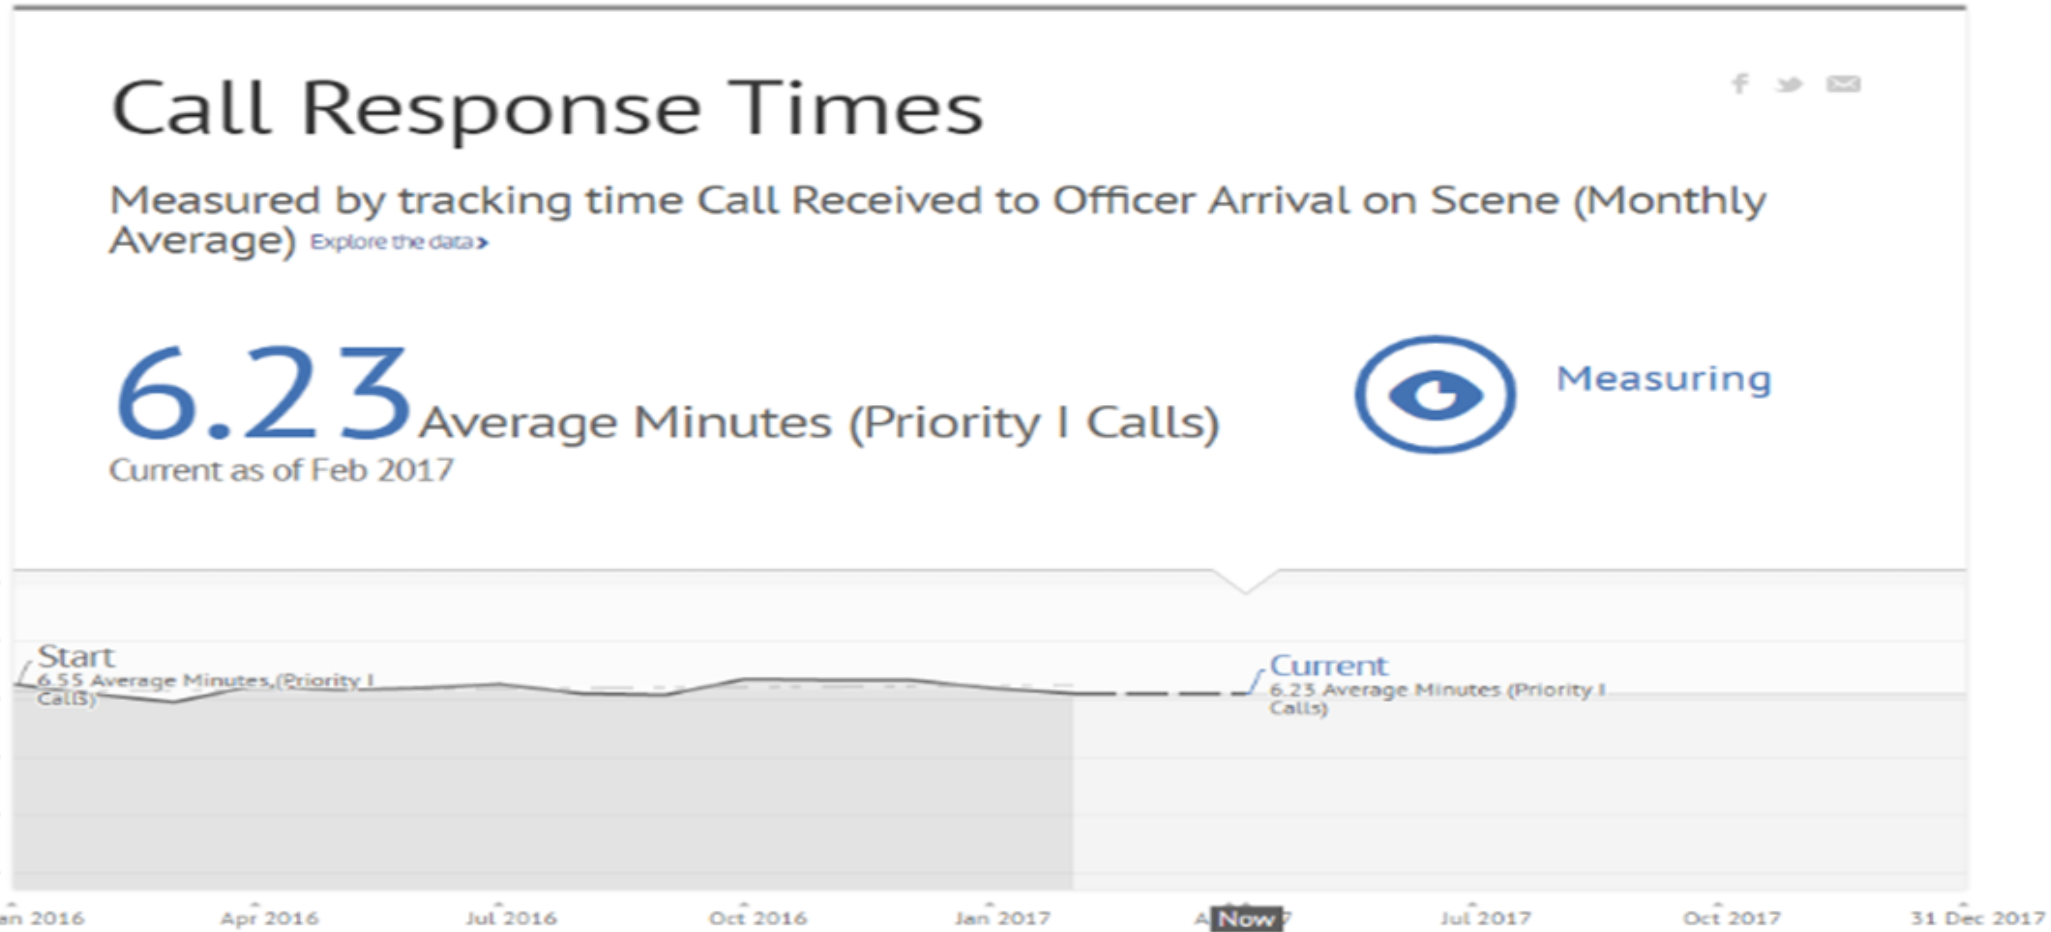 Call Response Times
Measured by tracking time Call Received to Officer Arrival on Scene (Monthly
Average) Explore the data
6.23 Average Minutes (Priority I Calls)
Measuring
Current as of Feb 2017
Start
6.55 Average Minutes (Priority I
Calls)
Current
6.23 Average Minutes (Priority I
Calls)
an 2016 Apr 2016 Jul 2016 Oct 2016 Jan 2017 A Now 7 Jul 2017 Oct 2017 31 Dec 2017